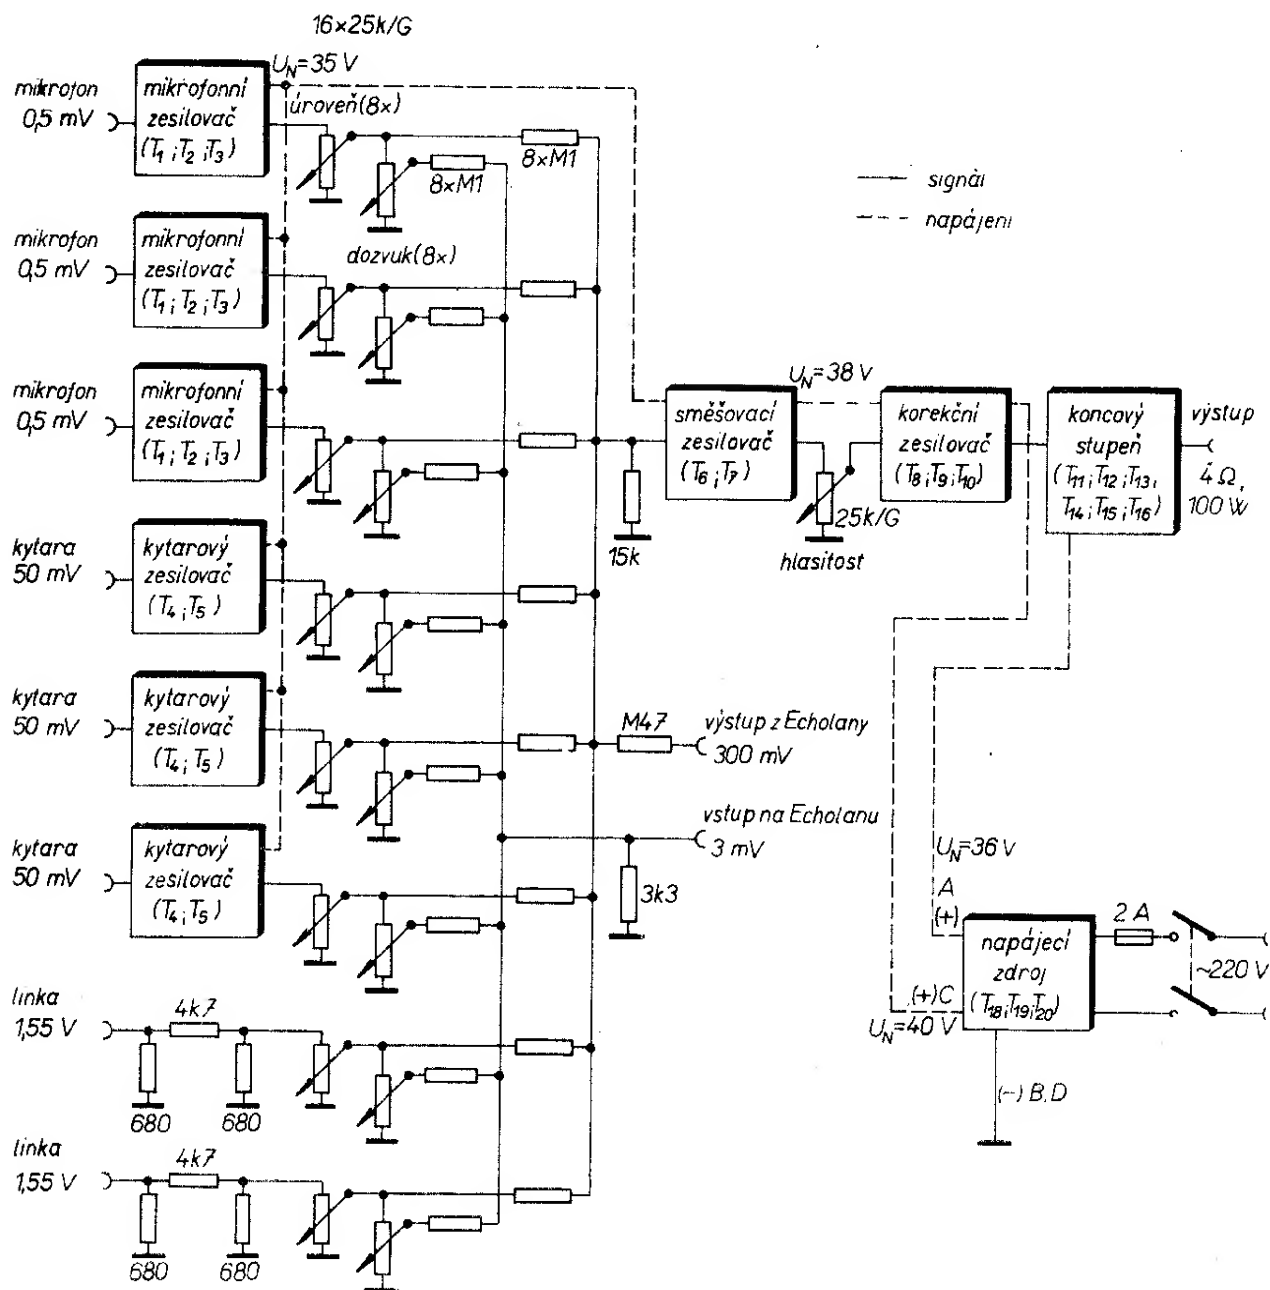 16×25k/G
U_N=35 V
mikrofon
0,5 mV
mikrofonní
zesilovač
(T1; T2; T3)
úroveň(8x)
8xM1
8xM1
signál
napájení
mikrofon
0,5 mV
mikrofonní
zesilovač
(T1; T2; T3)
dozvuk(8x)
mikrofon
0,5 mV
mikrofonní
zesilovač
(T1; T2; T3)
směšovací
zesilovač
(T6; T7)
U_N=38 V
korekční
zesilovač
(T8; T9; T10)
koncový
stupeň
(T11; T12; T13;
T14; T15; T16)
výstup
4 Ω,
100 W
15k
25k/G
hlasitost
kytara
50 mV
kytarový
zesilovač
(T4; T5)
kytara
50 mV
kytarový
zesilovač
(T4; T5)
M47
výstup z Echolany
300 mV
vstup na Echolanu
3 mV
3k3
kytara
50 mV
kytarový
zesilovač
(T4; T5)
U_N=36 V
A
(+)
napájecí
zdroj
(T18; T19; T20)
2 A
~220 V
(+)C
U_N=40 V
(−) B,D
linka
1,55 V
4k7
680
680
linka
1,55 V
4k7
680
680